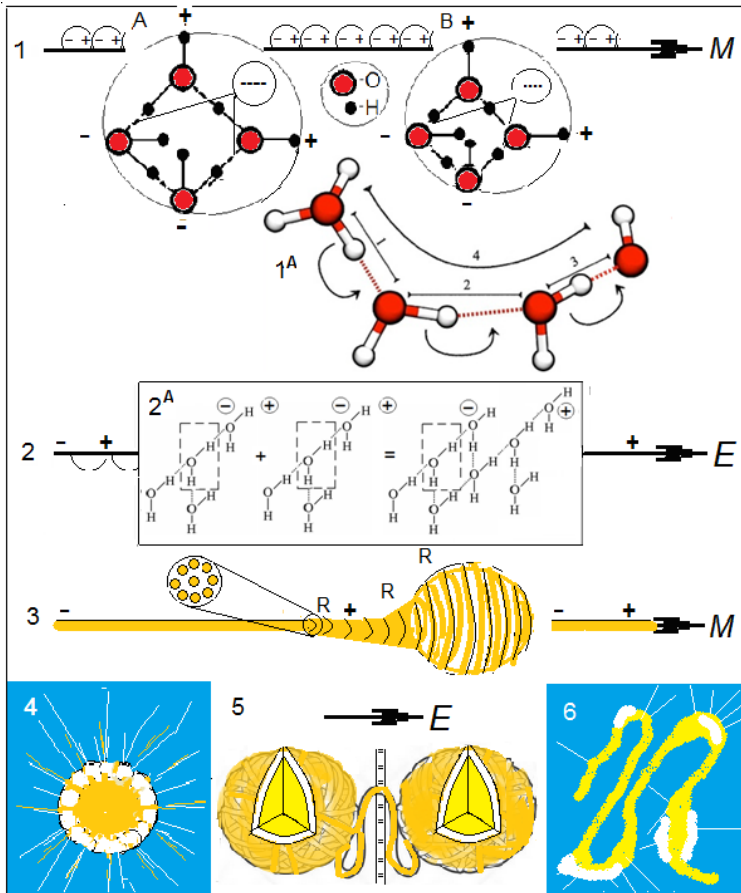 +
A
B
+
- + - +
- + - + - + - + - +
- + - +
1
M
----
-O
-H
....
-
+
-
+
-
-
1A
1
2
3
4
2A
- +
- +
- +
H
O
H
+
=
2
- +
+
E
R
R
R
3
-
+
- +
M
4
5
E
6
=